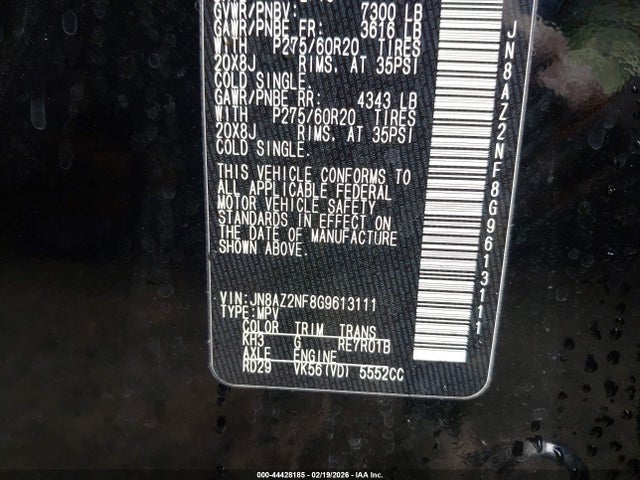 GVWR/PNBV: 7300 LB
GAWR/PNBE FR: 3616 LB
WITH P275/60R20 TIRES
20X8J RIMS, AT 35PSI
COLD SINGLE.
GAWR/PNBE RR: 4343 LB
WITH P275/60R20 TIRES
20X8J RIMS, AT 35PSI
COLD SINGLE.
THIS VEHICLE CONFORMS TO
ALL APPLICABLE FEDERAL
MOTOR VEHICLE SAFETY
STANDARDS IN EFFECT ON
THE DATE OF MANUFACTURE
SHOWN ABOVE.
VIN: JN8AZ2NF8G9613111
TYPE: MPV
COLOR TRIM TRANS
KH3 G RE7R01B
AXLE ENGINE
RD29 VK56(VD) 5552CC
JN8AZ2NF8G9613111
000-44428185 - 02/19/2026 - IAA Inc.